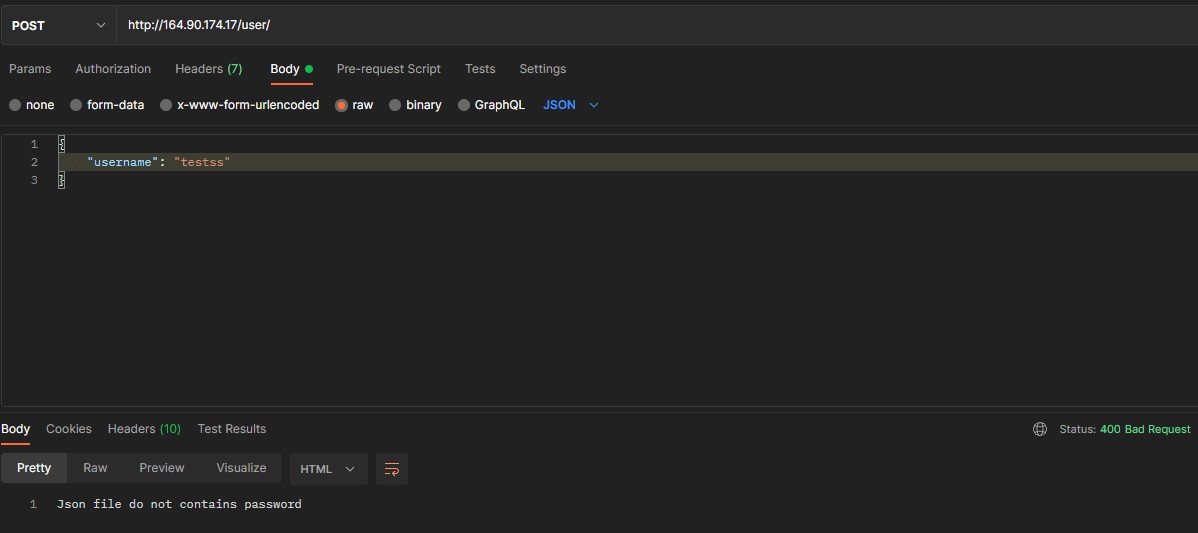 POST http://164.90.174.17/user/
Params Authorization Headers (7) Body Pre-request Script Tests Settings
none form-data x-www-form-urlencoded raw binary GraphQL JSON
1 {
2 "username": "testss"
3 }
Body Cookies Headers (10) Test Results Status: 400 Bad Request
Pretty Raw Preview Visualize HTML
1 Json file do not contains password